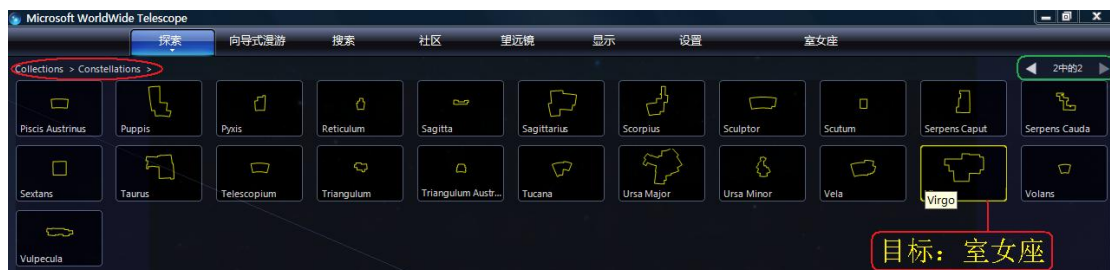 Microsoft WorldWide Telescope
探索 向导式漫游 搜索 社区 望远镜 显示 设置 室女座
Collections > Constellations >
2中的2
Piscis Austrinus Puppis Pyxis Reticulum Sagitta Sagittarius Scorpius Sculptor Scutum Serpens Caput Serpens Cauda
Sextans Taurus Telescopium Triangulum Triangulum Austr... Tucana Ursa Major Ursa Minor Vela Virgo Volans
Vulpecula
目标：室女座